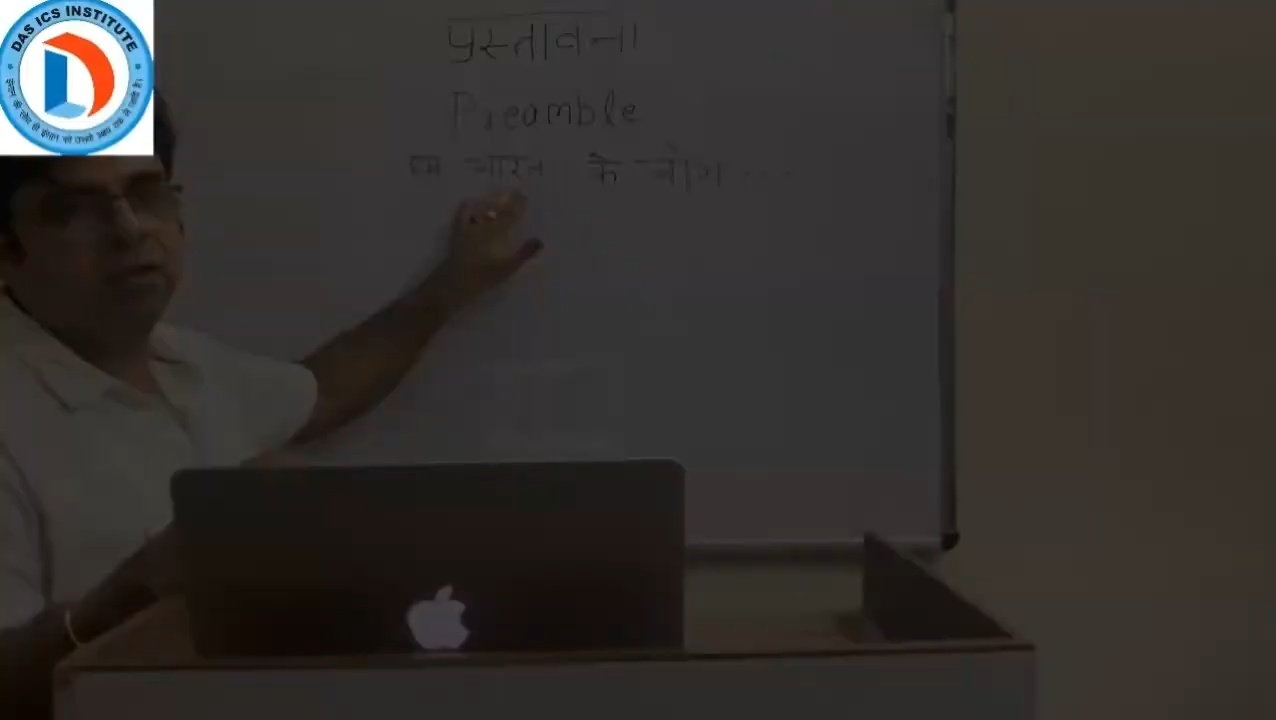 DAS ICS INSTITUTE
प्रस्तावना
Preamble
हम भारत के लोग ...